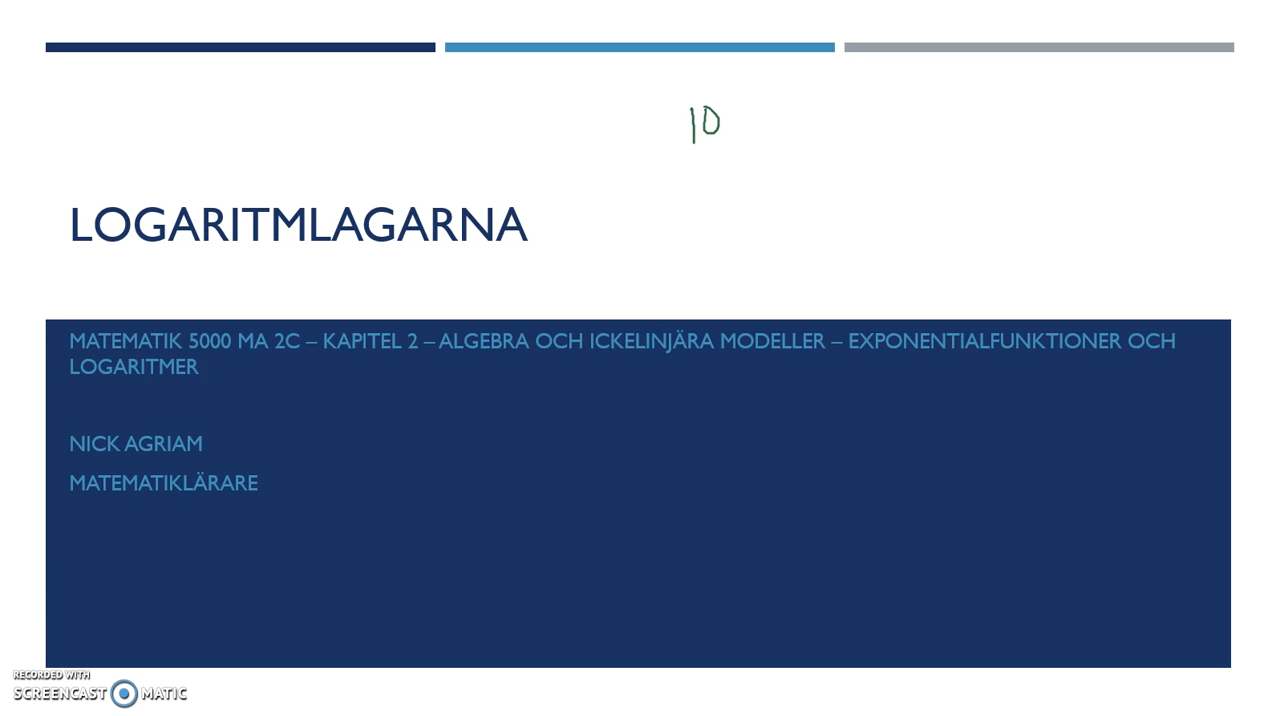 10
LOGARITMLAGARNA
MATEMATIK 5000 MA 2C – KAPITEL 2 – ALGEBRA OCH ICKELINJÄRA MODELLER – EXPONENTIALFUNKTIONER OCH
LOGARITMER
NICK AGRIAM
MATEMATIKLÄRARE
RECORDED WITH
SCREENCAST MATIC